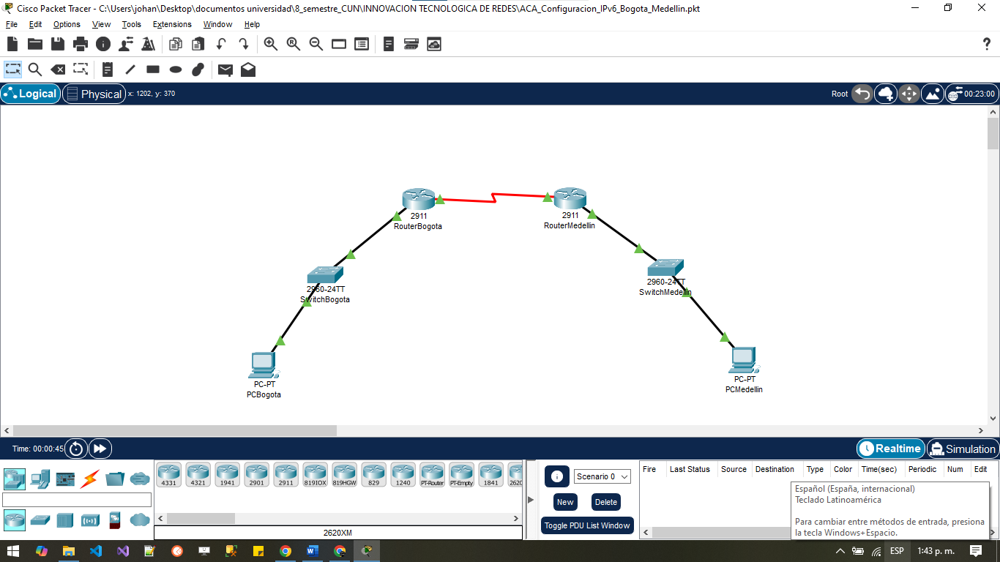 Cisco Packet Tracer - C:\Users\johan\Desktop\documentos universidad\8_semestre_CUN\INNOVACION TECNOLOGICA DE REDES\ACA_Configuracion_IPv6_Bogota_Medellin.pkt
File Edit Options View Tools Extensions Window Help
Logical Physical x: 1202, y: 370 Root 00:23:00
2911
RouterBogota
2911
RouterMedellin
2960-24TT
SwitchBogota
2960-24TT
SwitchMedellin
PC-PT
PCBogota
PC-PT
PCMedellin
Time: 00:00:45 Realtime Simulation
4331 4321 1941 2901 2911 819IOX 819HGW 829 1240 PT-Router PT-Empty 1841 2620
2620XM
Scenario 0
New Delete
Toggle PDU List Window
Fire Last Status Source Destination Type Color Time(sec) Periodic Num Edit
Español (España, internacional)
Teclado Latinoamérica
Para cambiar entre métodos de entrada, presiona
la tecla Windows+Espacio.
ESP 1:43 p. m.